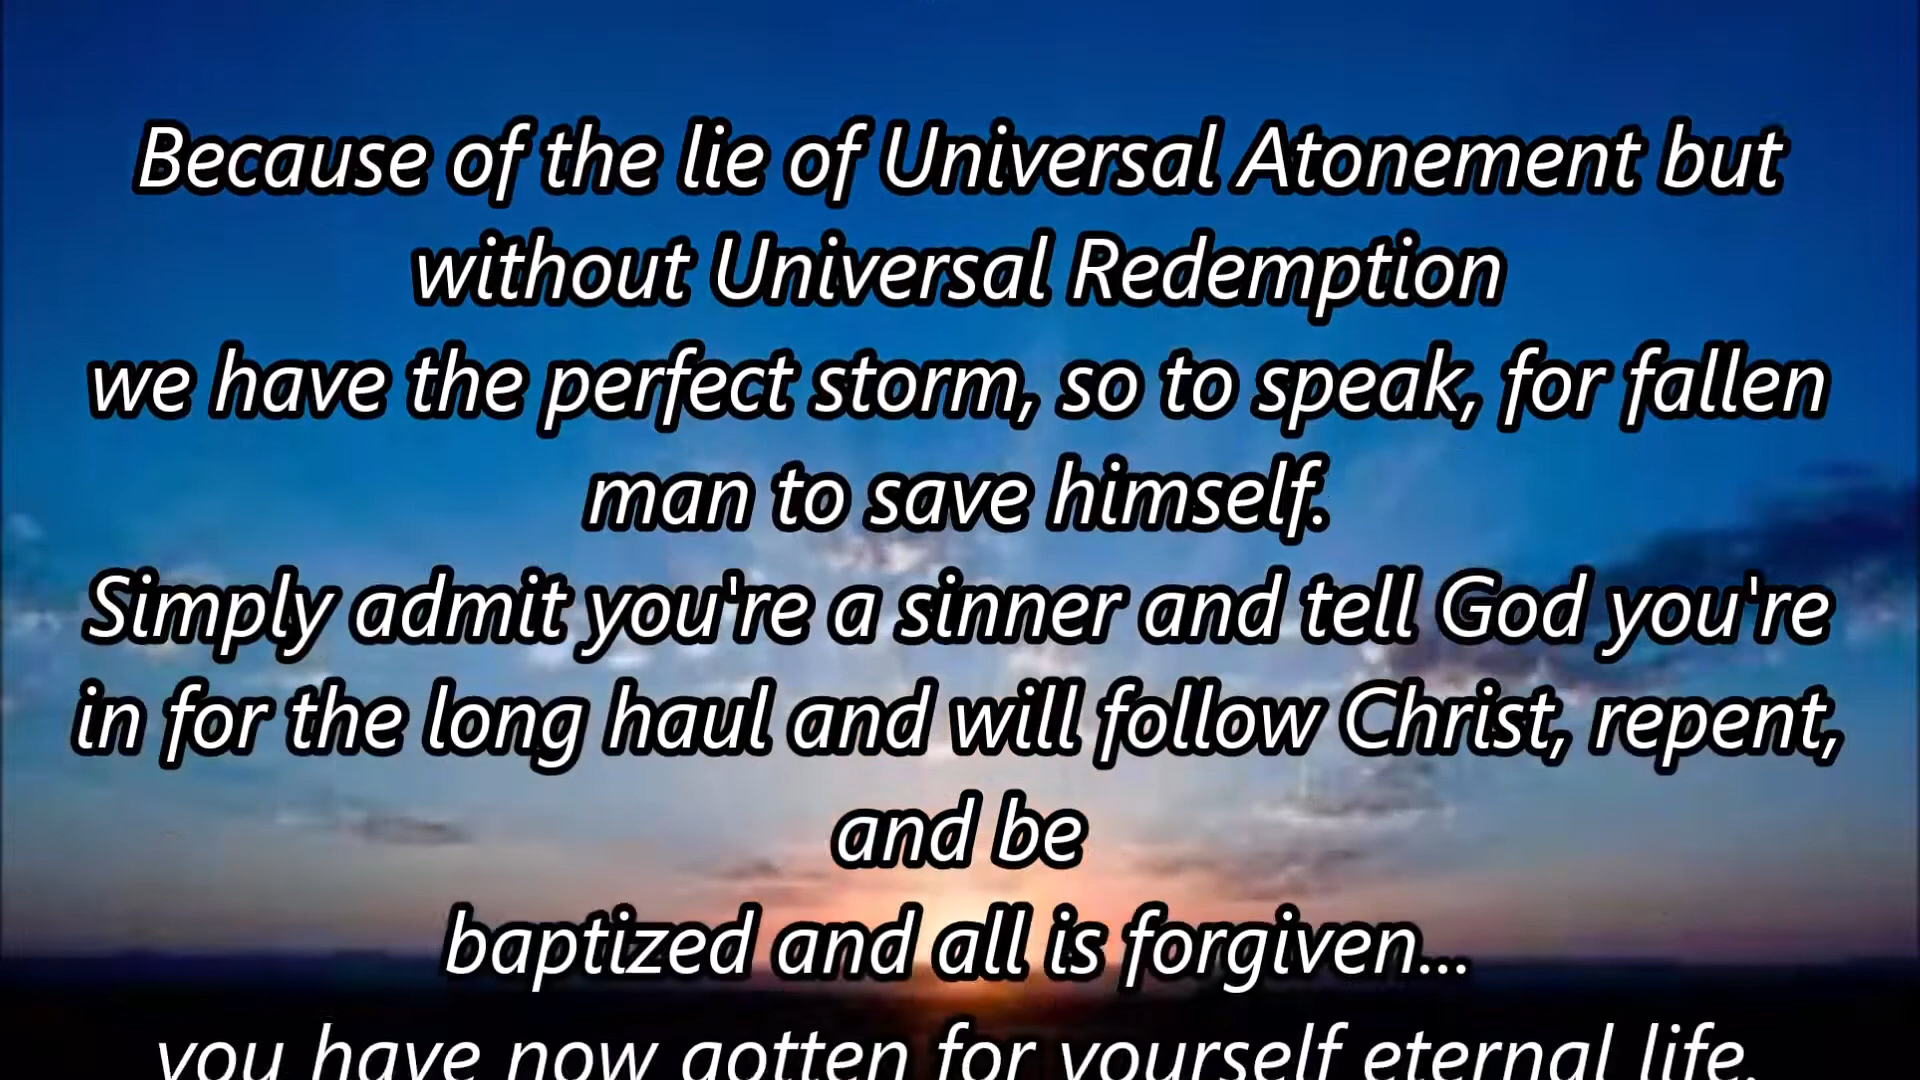 Because of the lie of Universal Atonement but
without Universal Redemption
we have the perfect storm, so to speak, for fallen
man to save himself.
Simply admit you're a sinner and tell God you're
in for the long haul and will follow Christ, repent,
and be
baptized and all is forgiven...
you have now gotten for yourself eternal life.